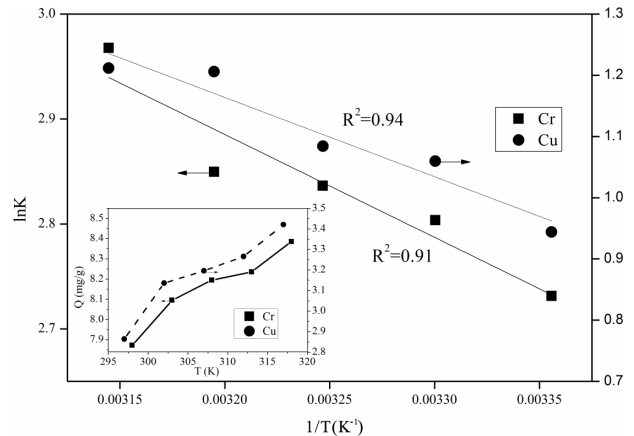 3.0
2.9
2.8
2.7
lnK
1.3
1.2
1.1
1.0
0.9
0.8
0.7
R²=0.94
R²=0.91
Cr
Cu
8.5
8.4
8.3
8.2
8.1
8.0
7.9
Q (mg/g)
3.5
3.4
3.3
3.2
3.1
3.0
2.9
2.8
Cr
Cu
295 300 305 310 315 320
T (K)
0.00315 0.00320 0.00325 0.00330 0.00335
1/T(K⁻¹)